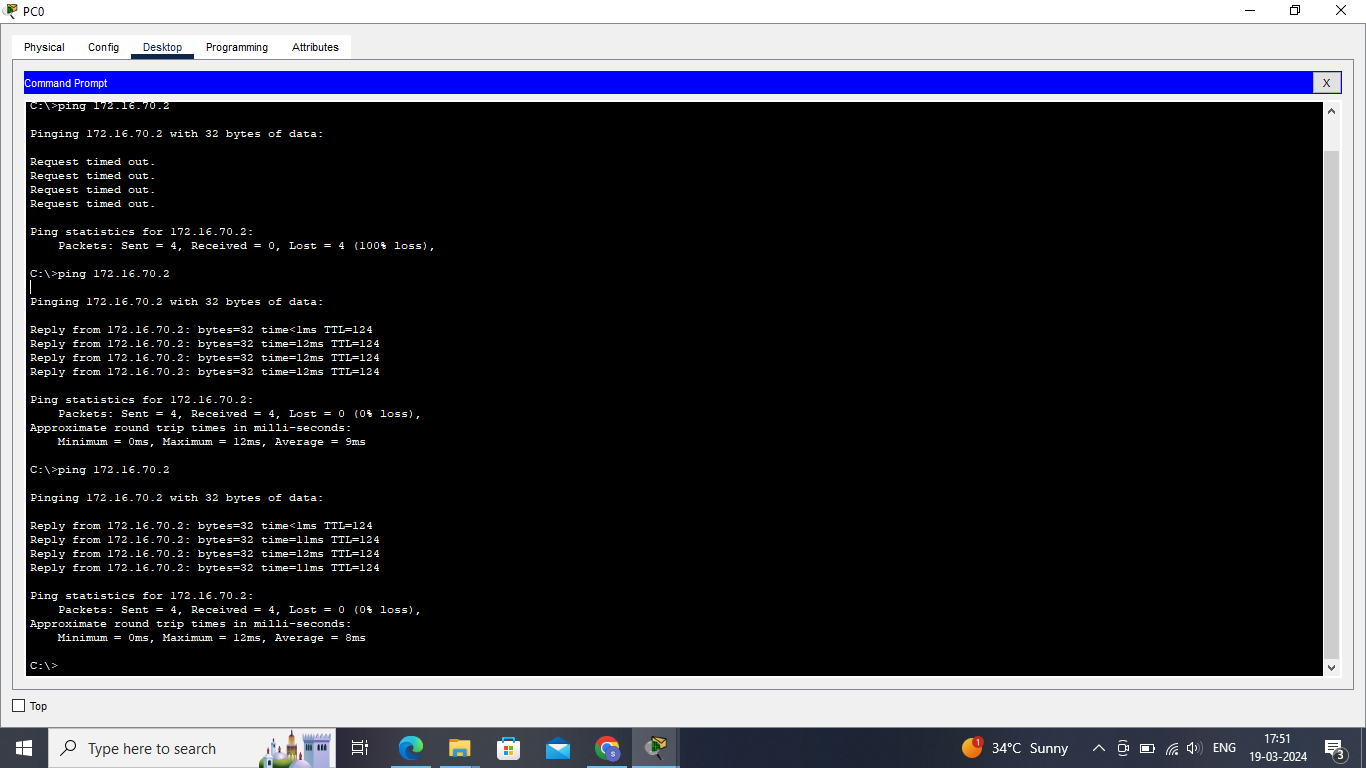 PC0
Physical Config Desktop Programming Attributes
Command Prompt
X
C:\>ping 172.16.70.2
Pinging 172.16.70.2 with 32 bytes of data:
Request timed out.
Request timed out.
Request timed out.
Request timed out.
Ping statistics for 172.16.70.2:
Packets: Sent = 4, Received = 0, Lost = 4 (100% loss),
C:\>ping 172.16.70.2
Pinging 172.16.70.2 with 32 bytes of data:
Reply from 172.16.70.2: bytes=32 time<1ms TTL=124
Reply from 172.16.70.2: bytes=32 time=12ms TTL=124
Reply from 172.16.70.2: bytes=32 time=12ms TTL=124
Reply from 172.16.70.2: bytes=32 time=12ms TTL=124
Ping statistics for 172.16.70.2:
Packets: Sent = 4, Received = 4, Lost = 0 (0% loss),
Approximate round trip times in milli-seconds:
Minimum = 0ms, Maximum = 12ms, Average = 9ms
C:\>ping 172.16.70.2
Pinging 172.16.70.2 with 32 bytes of data:
Reply from 172.16.70.2: bytes=32 time<1ms TTL=124
Reply from 172.16.70.2: bytes=32 time=11ms TTL=124
Reply from 172.16.70.2: bytes=32 time=12ms TTL=124
Reply from 172.16.70.2: bytes=32 time=11ms TTL=124
Ping statistics for 172.16.70.2:
Packets: Sent = 4, Received = 4, Lost = 0 (0% loss),
Approximate round trip times in milli-seconds:
Minimum = 0ms, Maximum = 12ms, Average = 8ms
C:\>
Top
Type here to search
s
1
34°C Sunny
ENG
17:51
19-03-2024
3